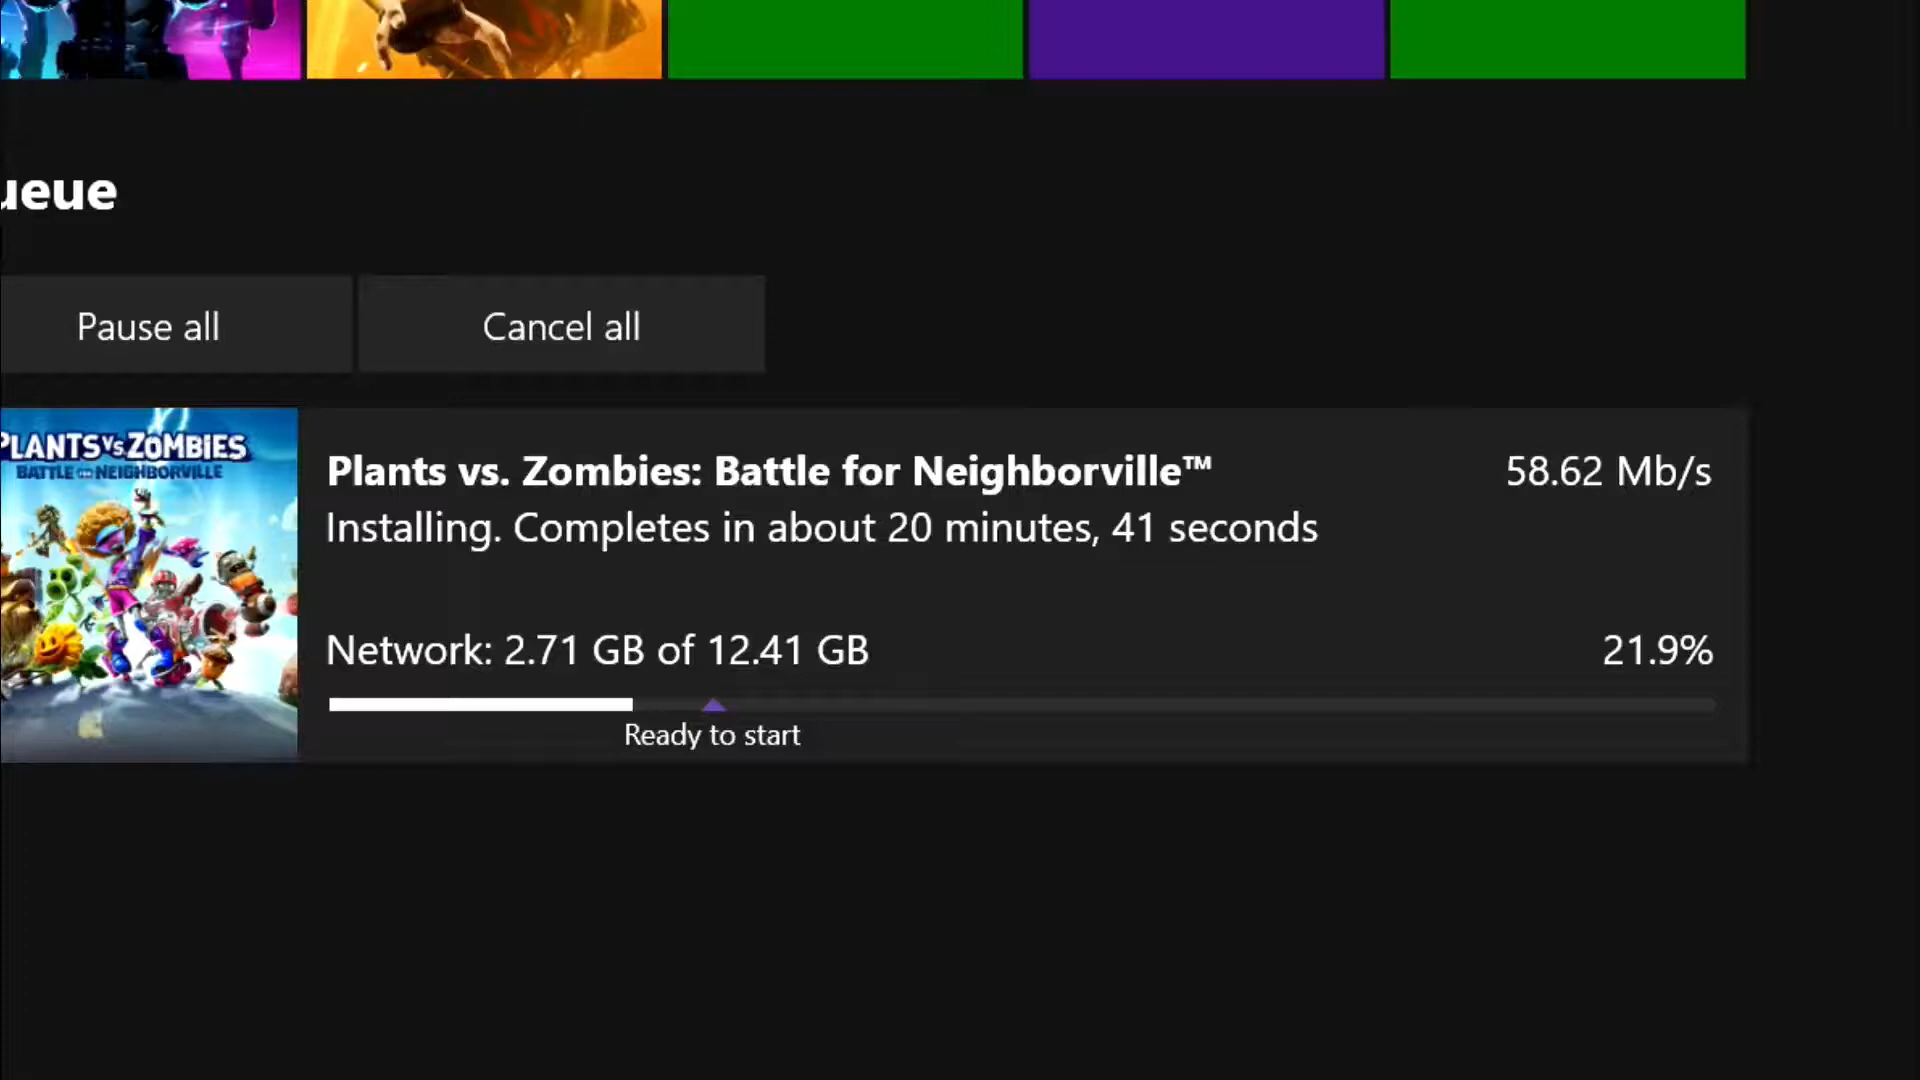 ueue
Pause all
Cancel all
PLANTS VS. ZOMBIES
BATTLE FOR NEIGHBORVILLE
Plants vs. Zombies: Battle for Neighborville™
58.62 Mb/s
Installing. Completes in about 20 minutes, 41 seconds
Network: 2.71 GB of 12.41 GB
21.9%
Ready to start